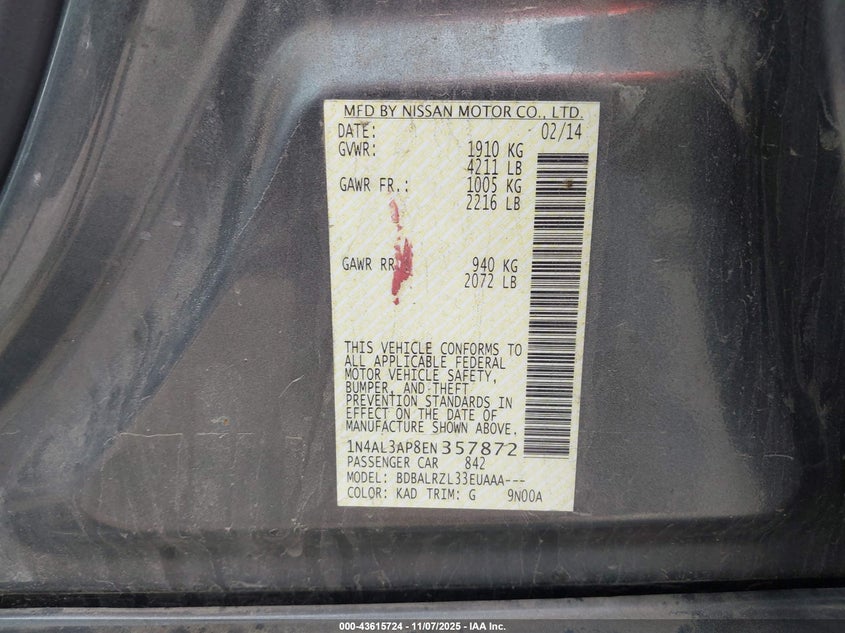 MFD BY NISSAN MOTOR CO., LTD.
DATE: 02/14
GVWR: 1910 KG
4211 LB
GAWR FR.: 1005 KG
2216 LB
GAWR RR 940 KG
2072 LB
THIS VEHICLE CONFORMS TO
ALL APPLICABLE FEDERAL
MOTOR VEHICLE SAFETY,
BUMPER, AND THEFT
PREVENTION STANDARDS IN
EFFECT ON THE DATE OF
MANUFACTURE SHOWN ABOVE.
1N4AL3AP8EN357872
PASSENGER CAR 842
MODEL: BDBALRZL33EUAAA---
COLOR: KAD TRIM: G 9N00A
000-43615724 — 11/07/2025 — IAA Inc.